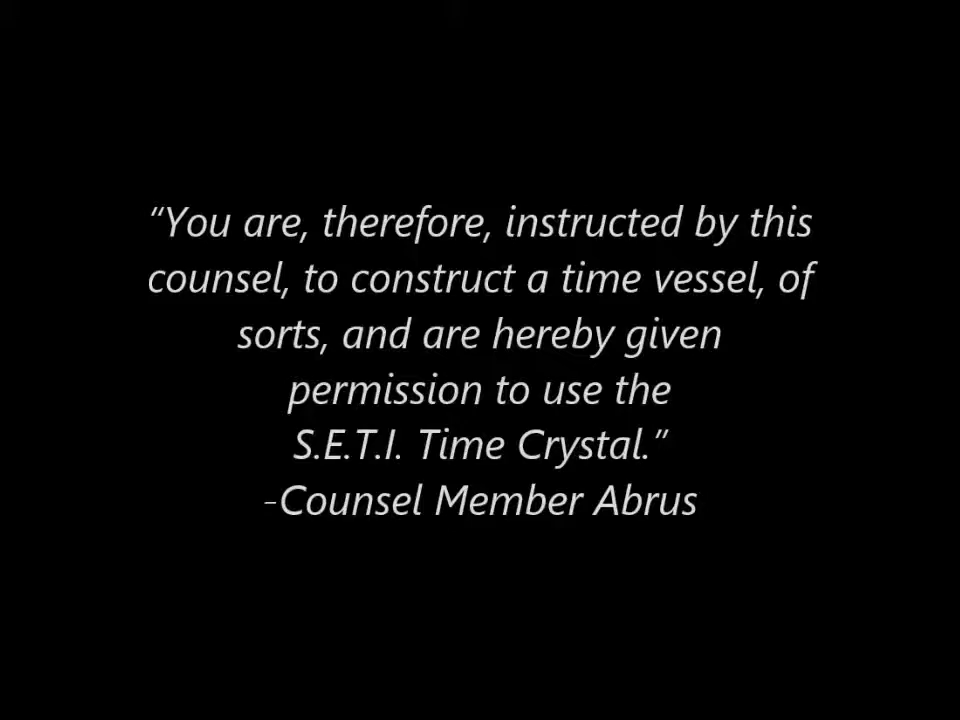 “You are, therefore, instructed by this
counsel, to construct a time vessel, of
sorts, and are hereby given
permission to use the
S.E.T.I. Time Crystal.”
-Counsel Member Abrus